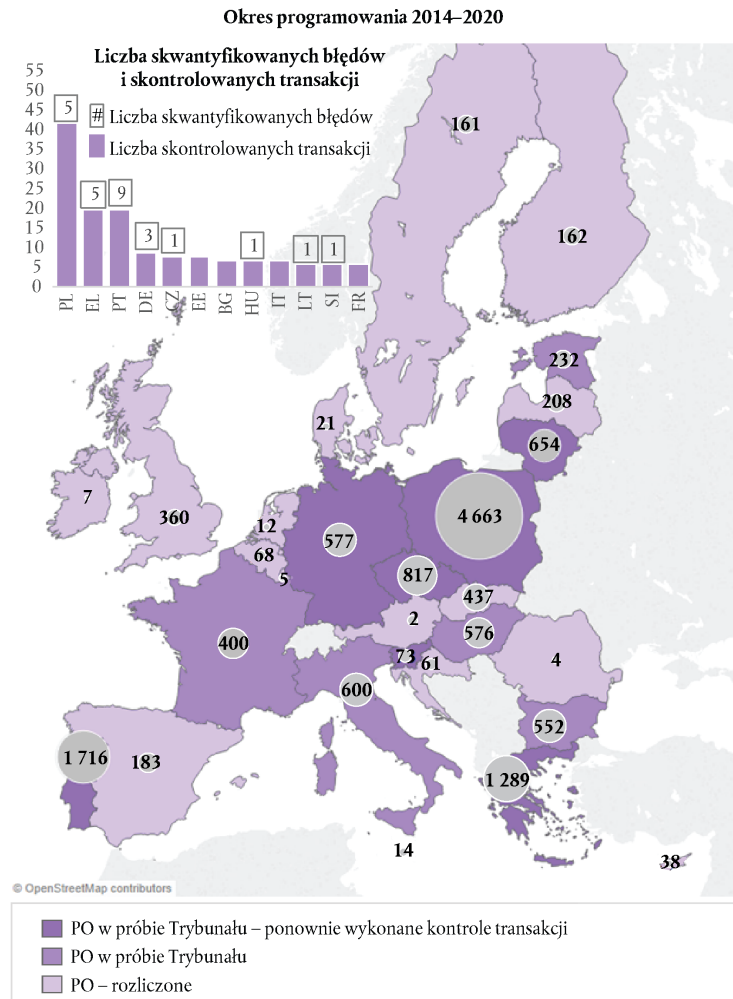 Okres programowania 2014–2020
Liczba skwantyfikowanych błędów
i skontrolowanych transakcji
# Liczba skwantyfikowanych błędów
Liczba skontrolowanych transakcji
55
50
45
40
35
30
25
20
15
10
5
0
5
5
9
3
1
1
1
1
PL
EL
PT
DE
CZ
EE
BG
HU
IT
LT
SI
FR
161
162
232
208
654
21
7
360
12
68
5
577
4 663
817
437
2
576
400
73
61
4
600
552
1 716
183
1 289
14
38
© OpenStreetMap contributors
PO w próbie Trybunału – ponownie wykonane kontrole transakcji
PO w próbie Trybunału
PO – rozliczone